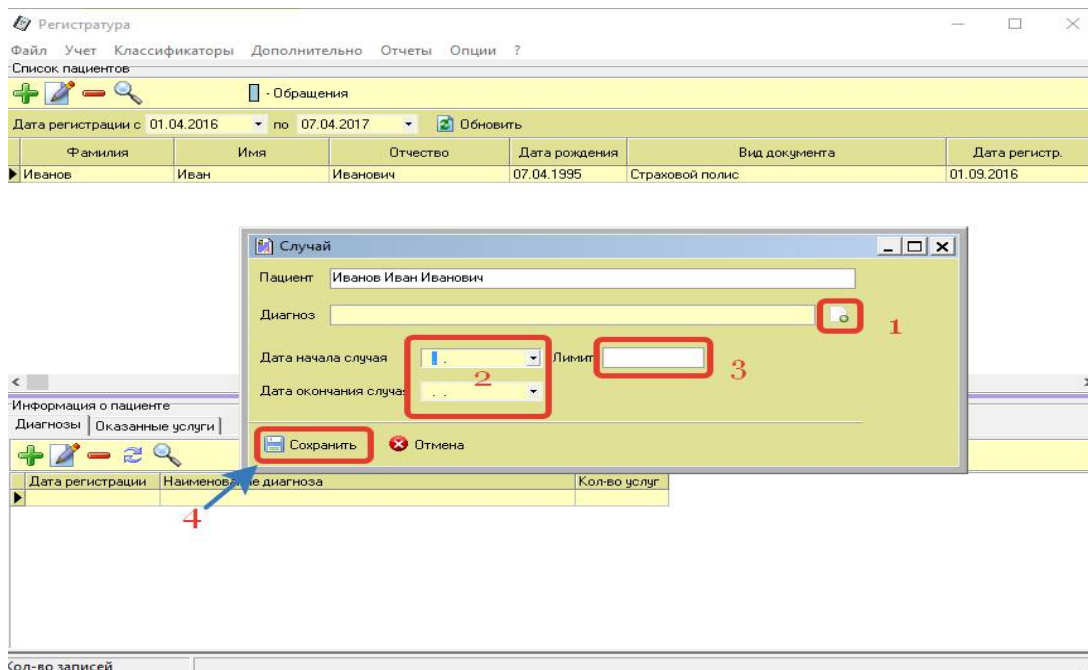 Регистратура
Файл Учет Классификаторы Дополнительно Отчеты Опции ?
Список пациентов
- Обращения
Дата регистрации с 01.04.2016 по 07.04.2017 Обновить
Фамилия Имя Отчество Дата рождения Вид документа Дата регистр.
Иванов Иван Иванович 07.04.1995 Страховой полис 01.09.2016
Случай
Пациент Иванов Иван Иванович
Диагноз 1
Дата начала случая . Лимит 3
2
Дата окончания случая . .
Сохранить Отмена
Информация о пациенте
Диагнозы Оказанные услуги
Дата регистрации Наименование диагноза Кол-во услуг
4
Кол-во записей